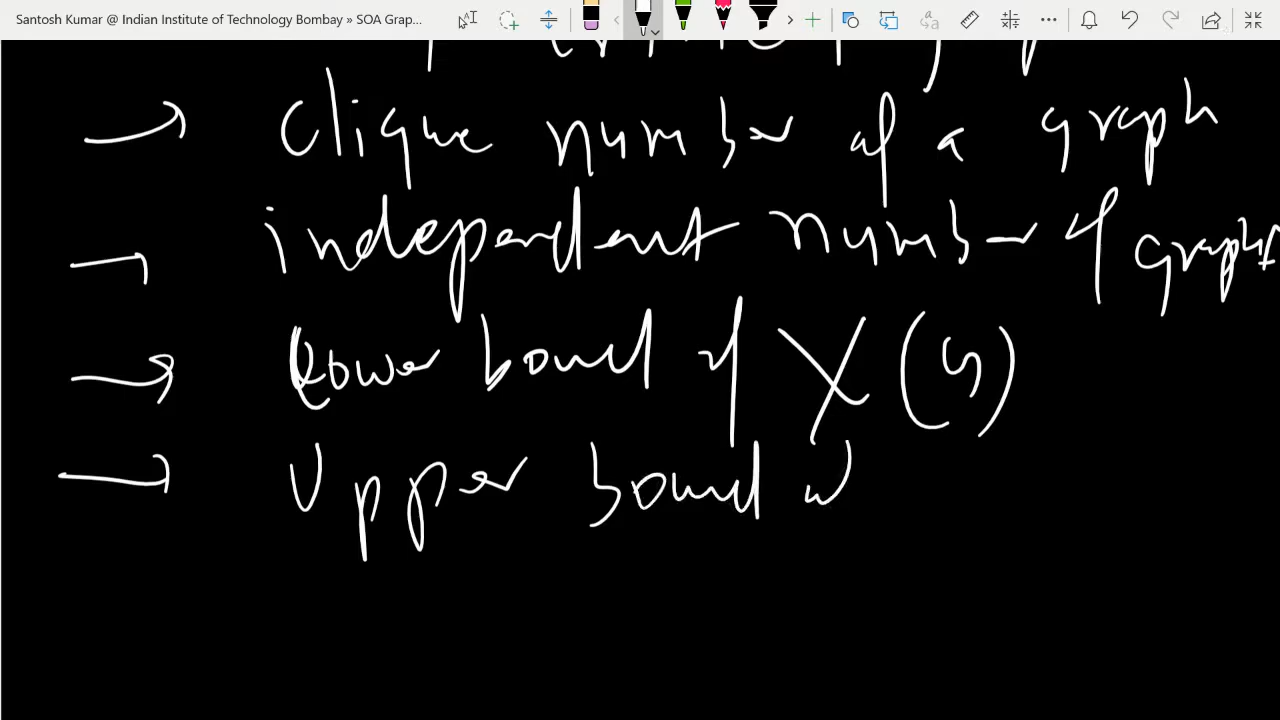 Santosh Kumar @ Indian Institute of Technology Bombay » SOA Grap...
→ Clique number of a graph
→ independent number of graph
→ Lower bound of χ(G)
→ Upper bound